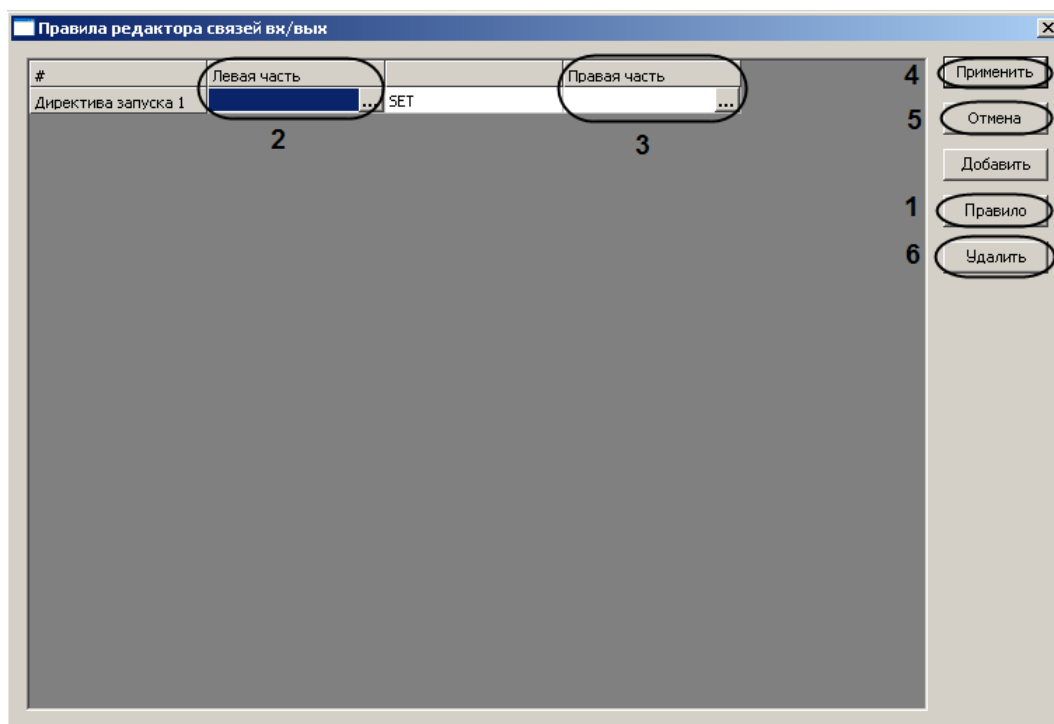 Правила редактора связей вх/вых
# Левая часть Правая часть
Директива запуска 1 ... SET ...
2 3
4 Применить
5 Отмена
Добавить
1 Правило
6 Удалить